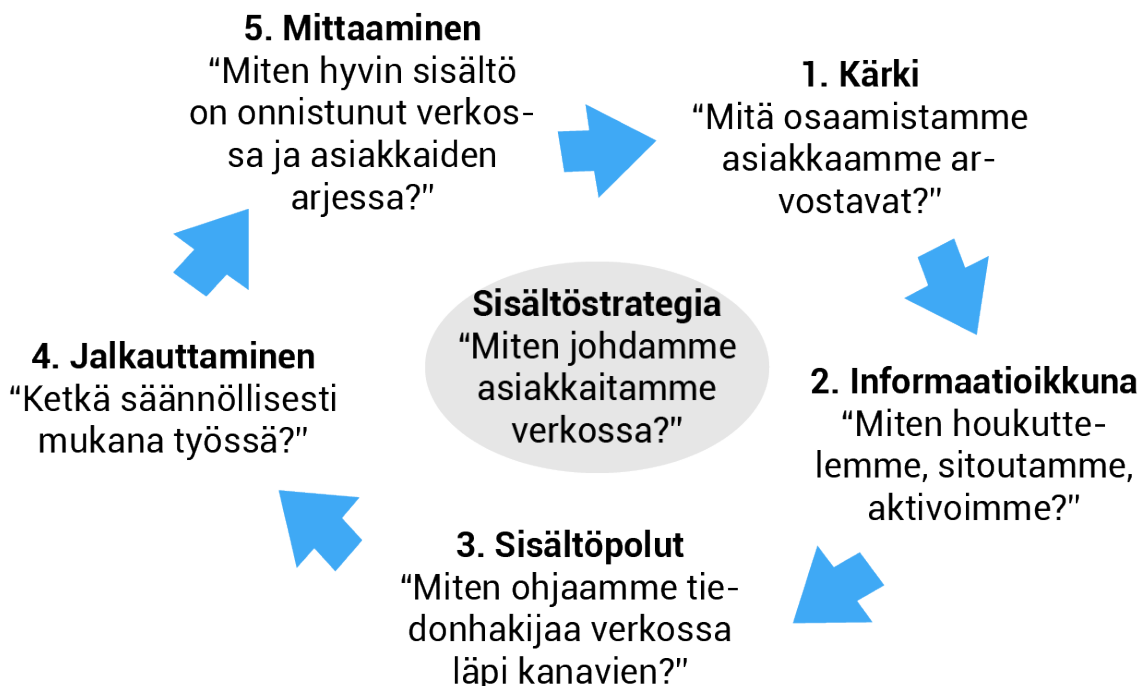 5. Mittaaminen
“Miten hyvin sisältö
on onnistunut verkos-
sa ja asiakkaiden
arjessa?”
1. Kärki
“Mitä osaamistamme
asiakkaamme ar-
vostavat?”
Sisältöstrategia
“Miten johdamme
asiakkaitamme
verkossa?”
2. Informaatioikkuna
“Miten houkutte-
lemme, sitoutamme,
aktivoimme?”
3. Sisältöpolut
“Miten ohjaamme tie-
donhakijaa verkossa
läpi kanavien?”
4. Jalkauttaminen
“Ketkä säännöllisesti
mukana työssä?”